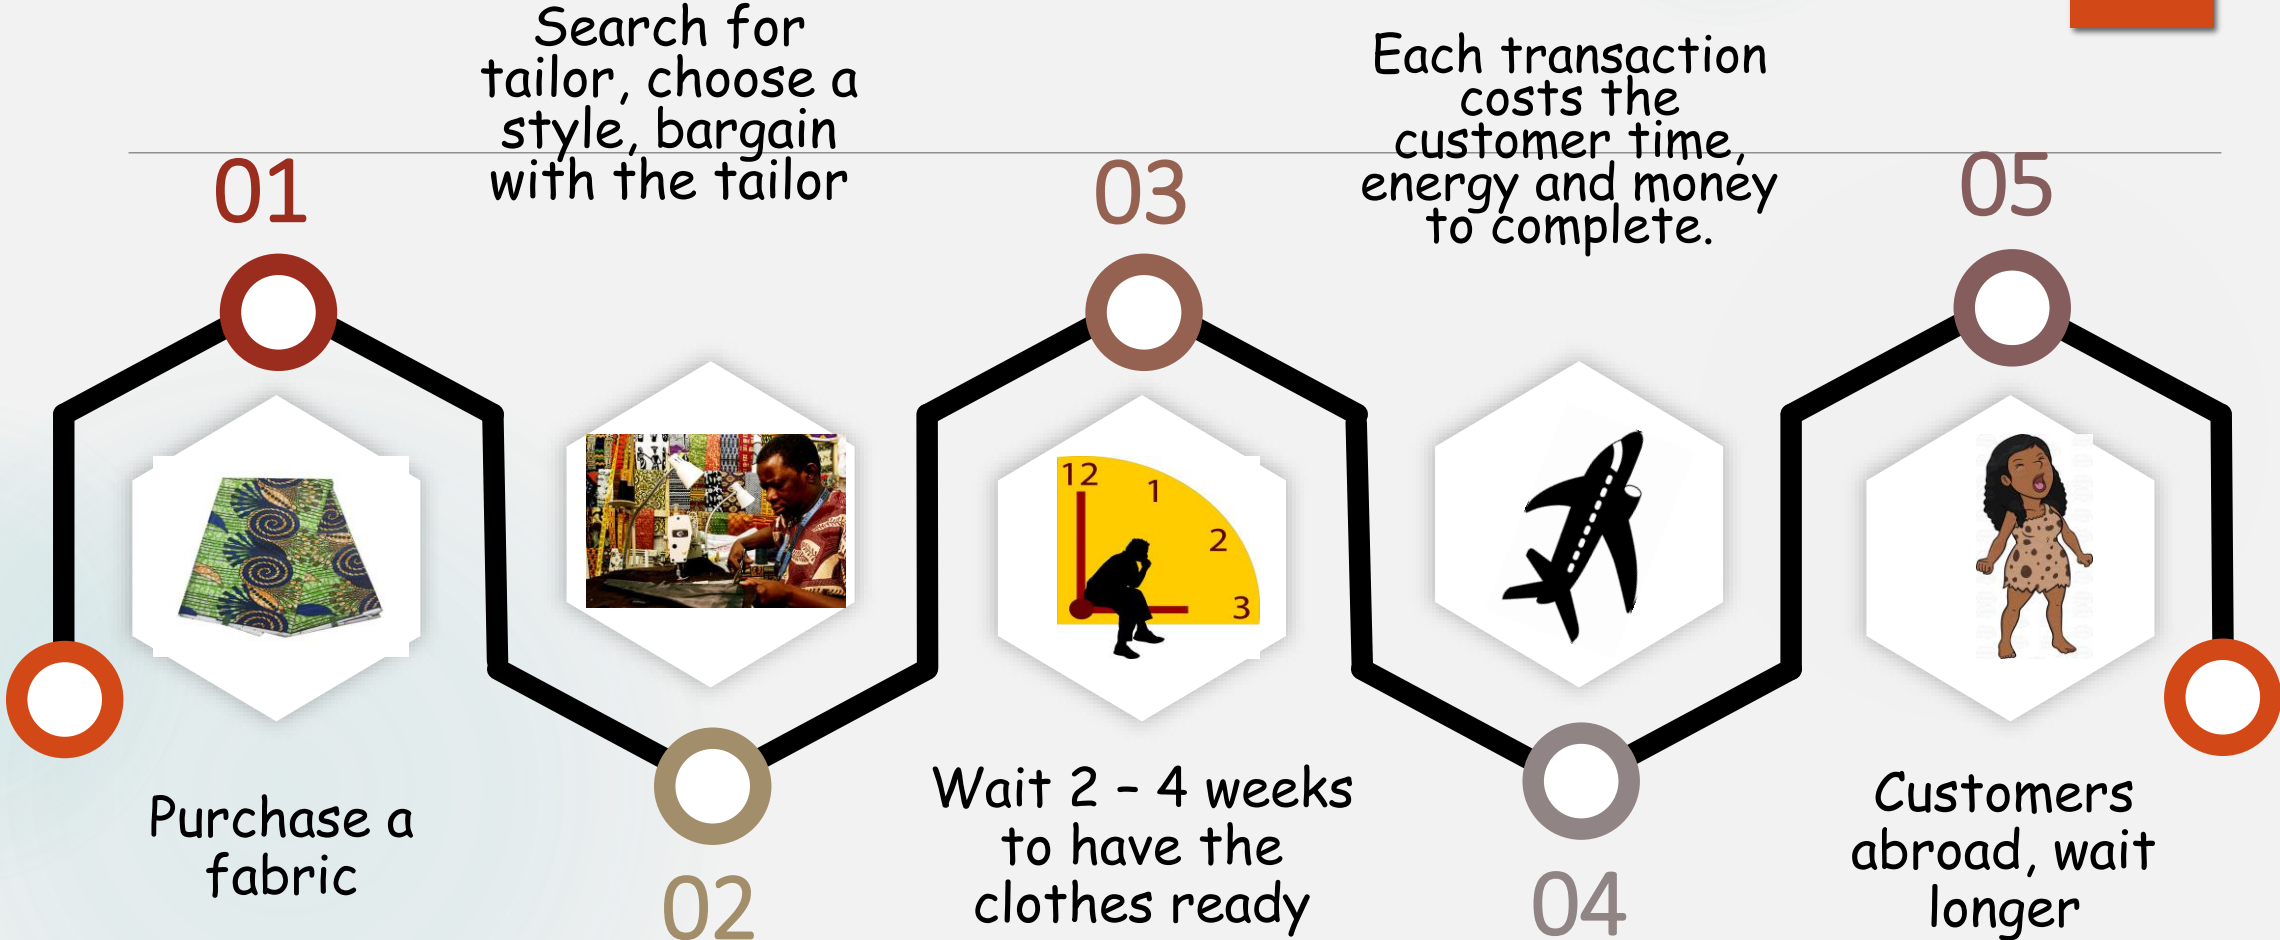 01
Purchase a
fabric
Search for
tailor, choose a
style, bargain
with the tailor
02
03
12
1
2
3
Wait 2 – 4 weeks
to have the
clothes ready
Each transaction
costs the
customer time,
energy and money
to complete.
04
05
Customers
abroad, wait
longer